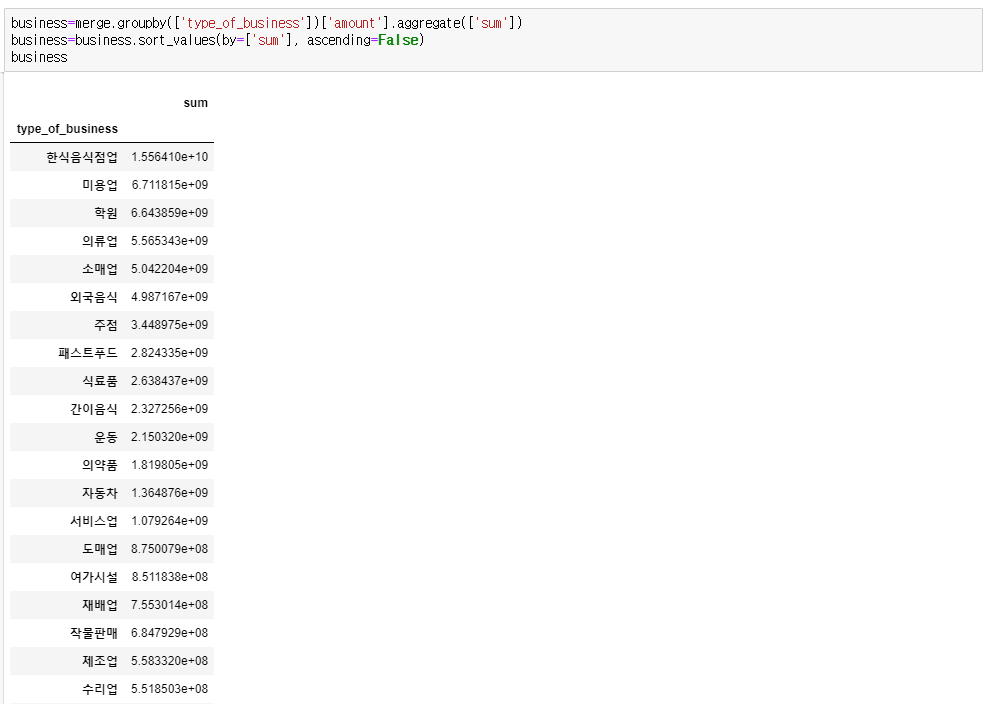 business=merge.groupby(['type_of_business'])['amount'].aggregate(['sum'])
business=business.sort_values(by=['sum'], ascending=False)
business
sum
type_of_business
한식음식점업 1.556410e+10
미용업 6.711815e+09
학원 6.643859e+09
의류업 5.565343e+09
소매업 5.042204e+09
외국음식 4.987167e+09
주점 3.448975e+09
패스트푸드 2.824335e+09
식료품 2.638437e+09
간이음식 2.327256e+09
운동 2.150320e+09
의약품 1.819805e+09
자동차 1.364876e+09
서비스업 1.079264e+09
도매업 8.750079e+08
여가시설 8.511838e+08
재배업 7.553014e+08
작물판매 6.847929e+08
제조업 5.583320e+08
수리업 5.518503e+08